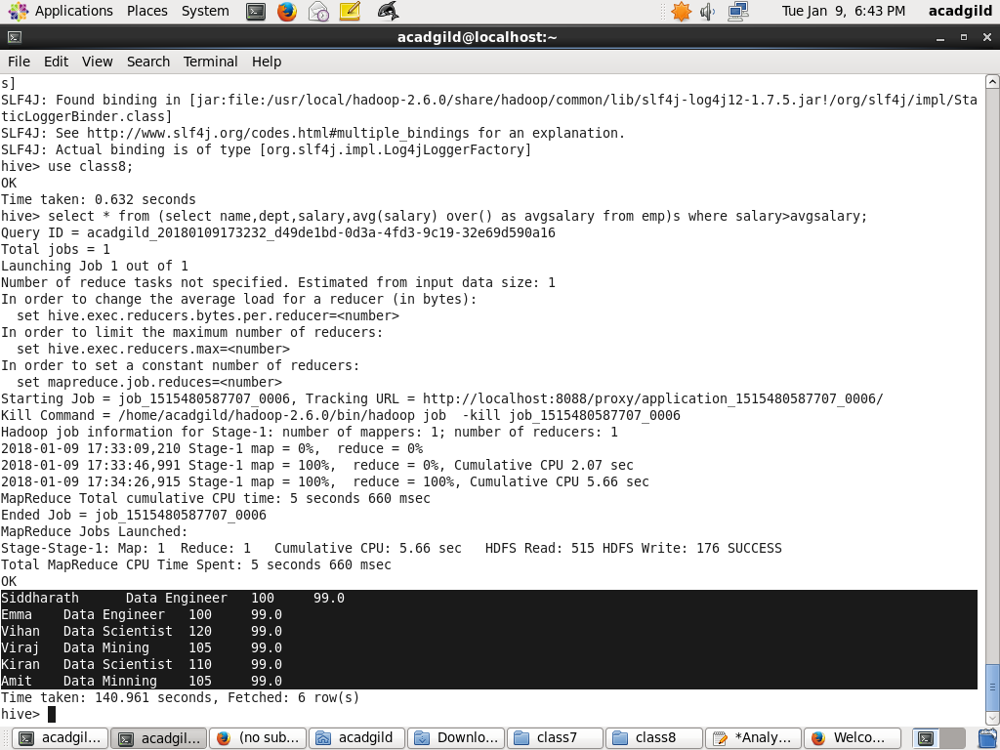 Applications Places System Tue Jan 9, 6:43 PM acadgild
acadgild@localhost:~
File Edit View Search Terminal Help
s]
SLF4J: Found binding in [jar:file:/usr/local/hadoop-2.6.0/share/hadoop/common/lib/slf4j-log4j12-1.7.5.jar!/org/slf4j/impl/Sta
ticLoggerBinder.class]
SLF4J: See http://www.slf4j.org/codes.html#multiple_bindings for an explanation.
SLF4J: Actual binding is of type [org.slf4j.impl.Log4jLoggerFactory]
hive> use class8;
OK
Time taken: 0.632 seconds
hive> select * from (select name,dept,salary,avg(salary) over() as avgsalary from emp)s where salary>avgsalary;
Query ID = acadgild_20180109173232_d49de1bd-0d3a-4fd3-9c19-32e69d590a16
Total jobs = 1
Launching Job 1 out of 1
Number of reduce tasks not specified. Estimated from input data size: 1
In order to change the average load for a reducer (in bytes):
  set hive.exec.reducers.bytes.per.reducer=<number>
In order to limit the maximum number of reducers:
  set hive.exec.reducers.max=<number>
In order to set a constant number of reducers:
  set mapreduce.job.reduces=<number>
Starting Job = job_1515480587707_0006, Tracking URL = http://localhost:8088/proxy/application_1515480587707_0006/
Kill Command = /home/acadgild/hadoop-2.6.0/bin/hadoop job  -kill job_1515480587707_0006
Hadoop job information for Stage-1: number of mappers: 1; number of reducers: 1
2018-01-09 17:33:09,210 Stage-1 map = 0%,  reduce = 0%
2018-01-09 17:33:46,991 Stage-1 map = 100%,  reduce = 0%, Cumulative CPU 2.07 sec
2018-01-09 17:34:26,915 Stage-1 map = 100%,  reduce = 100%, Cumulative CPU 5.66 sec
MapReduce Total cumulative CPU time: 5 seconds 660 msec
Ended Job = job_1515480587707_0006
MapReduce Jobs Launched:
Stage-Stage-1: Map: 1  Reduce: 1   Cumulative CPU: 5.66 sec   HDFS Read: 515 HDFS Write: 176 SUCCESS
Total MapReduce CPU Time Spent: 5 seconds 660 msec
OK
Siddharath	Data Engineer	100	99.0
Emma	Data Engineer	100	99.0
Vihan	Data Scientist	120	99.0
Viraj	Data Mining	105	99.0
Kiran	Data Scientist	110	99.0
Amit	Data Minning	105	99.0
Time taken: 140.961 seconds, Fetched: 6 row(s)
hive>
acadgil... acadgil... (no sub... acadgild Downlo... class7 class8 *Analy... Welco...